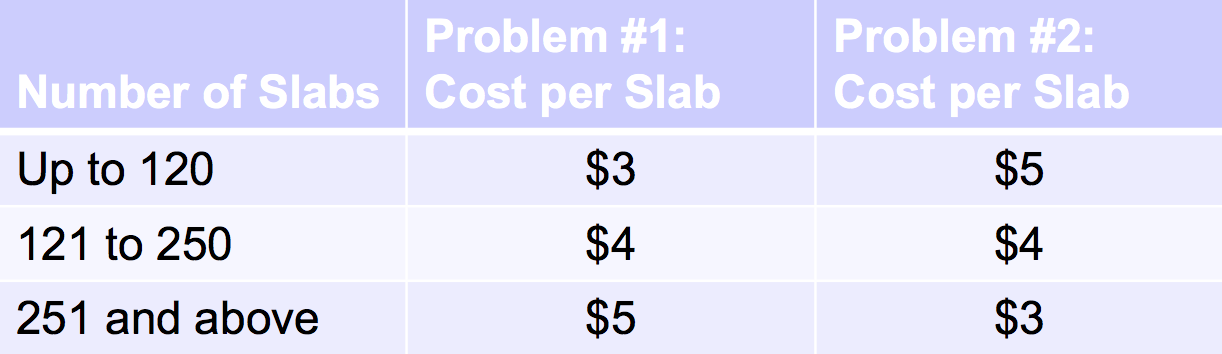 Number of Slabs
Problem #1:
Cost per Slab
Problem #2:
Cost per Slab
Up to 120
$3
$5
121 to 250
$4
$4
251 and above
$5
$3